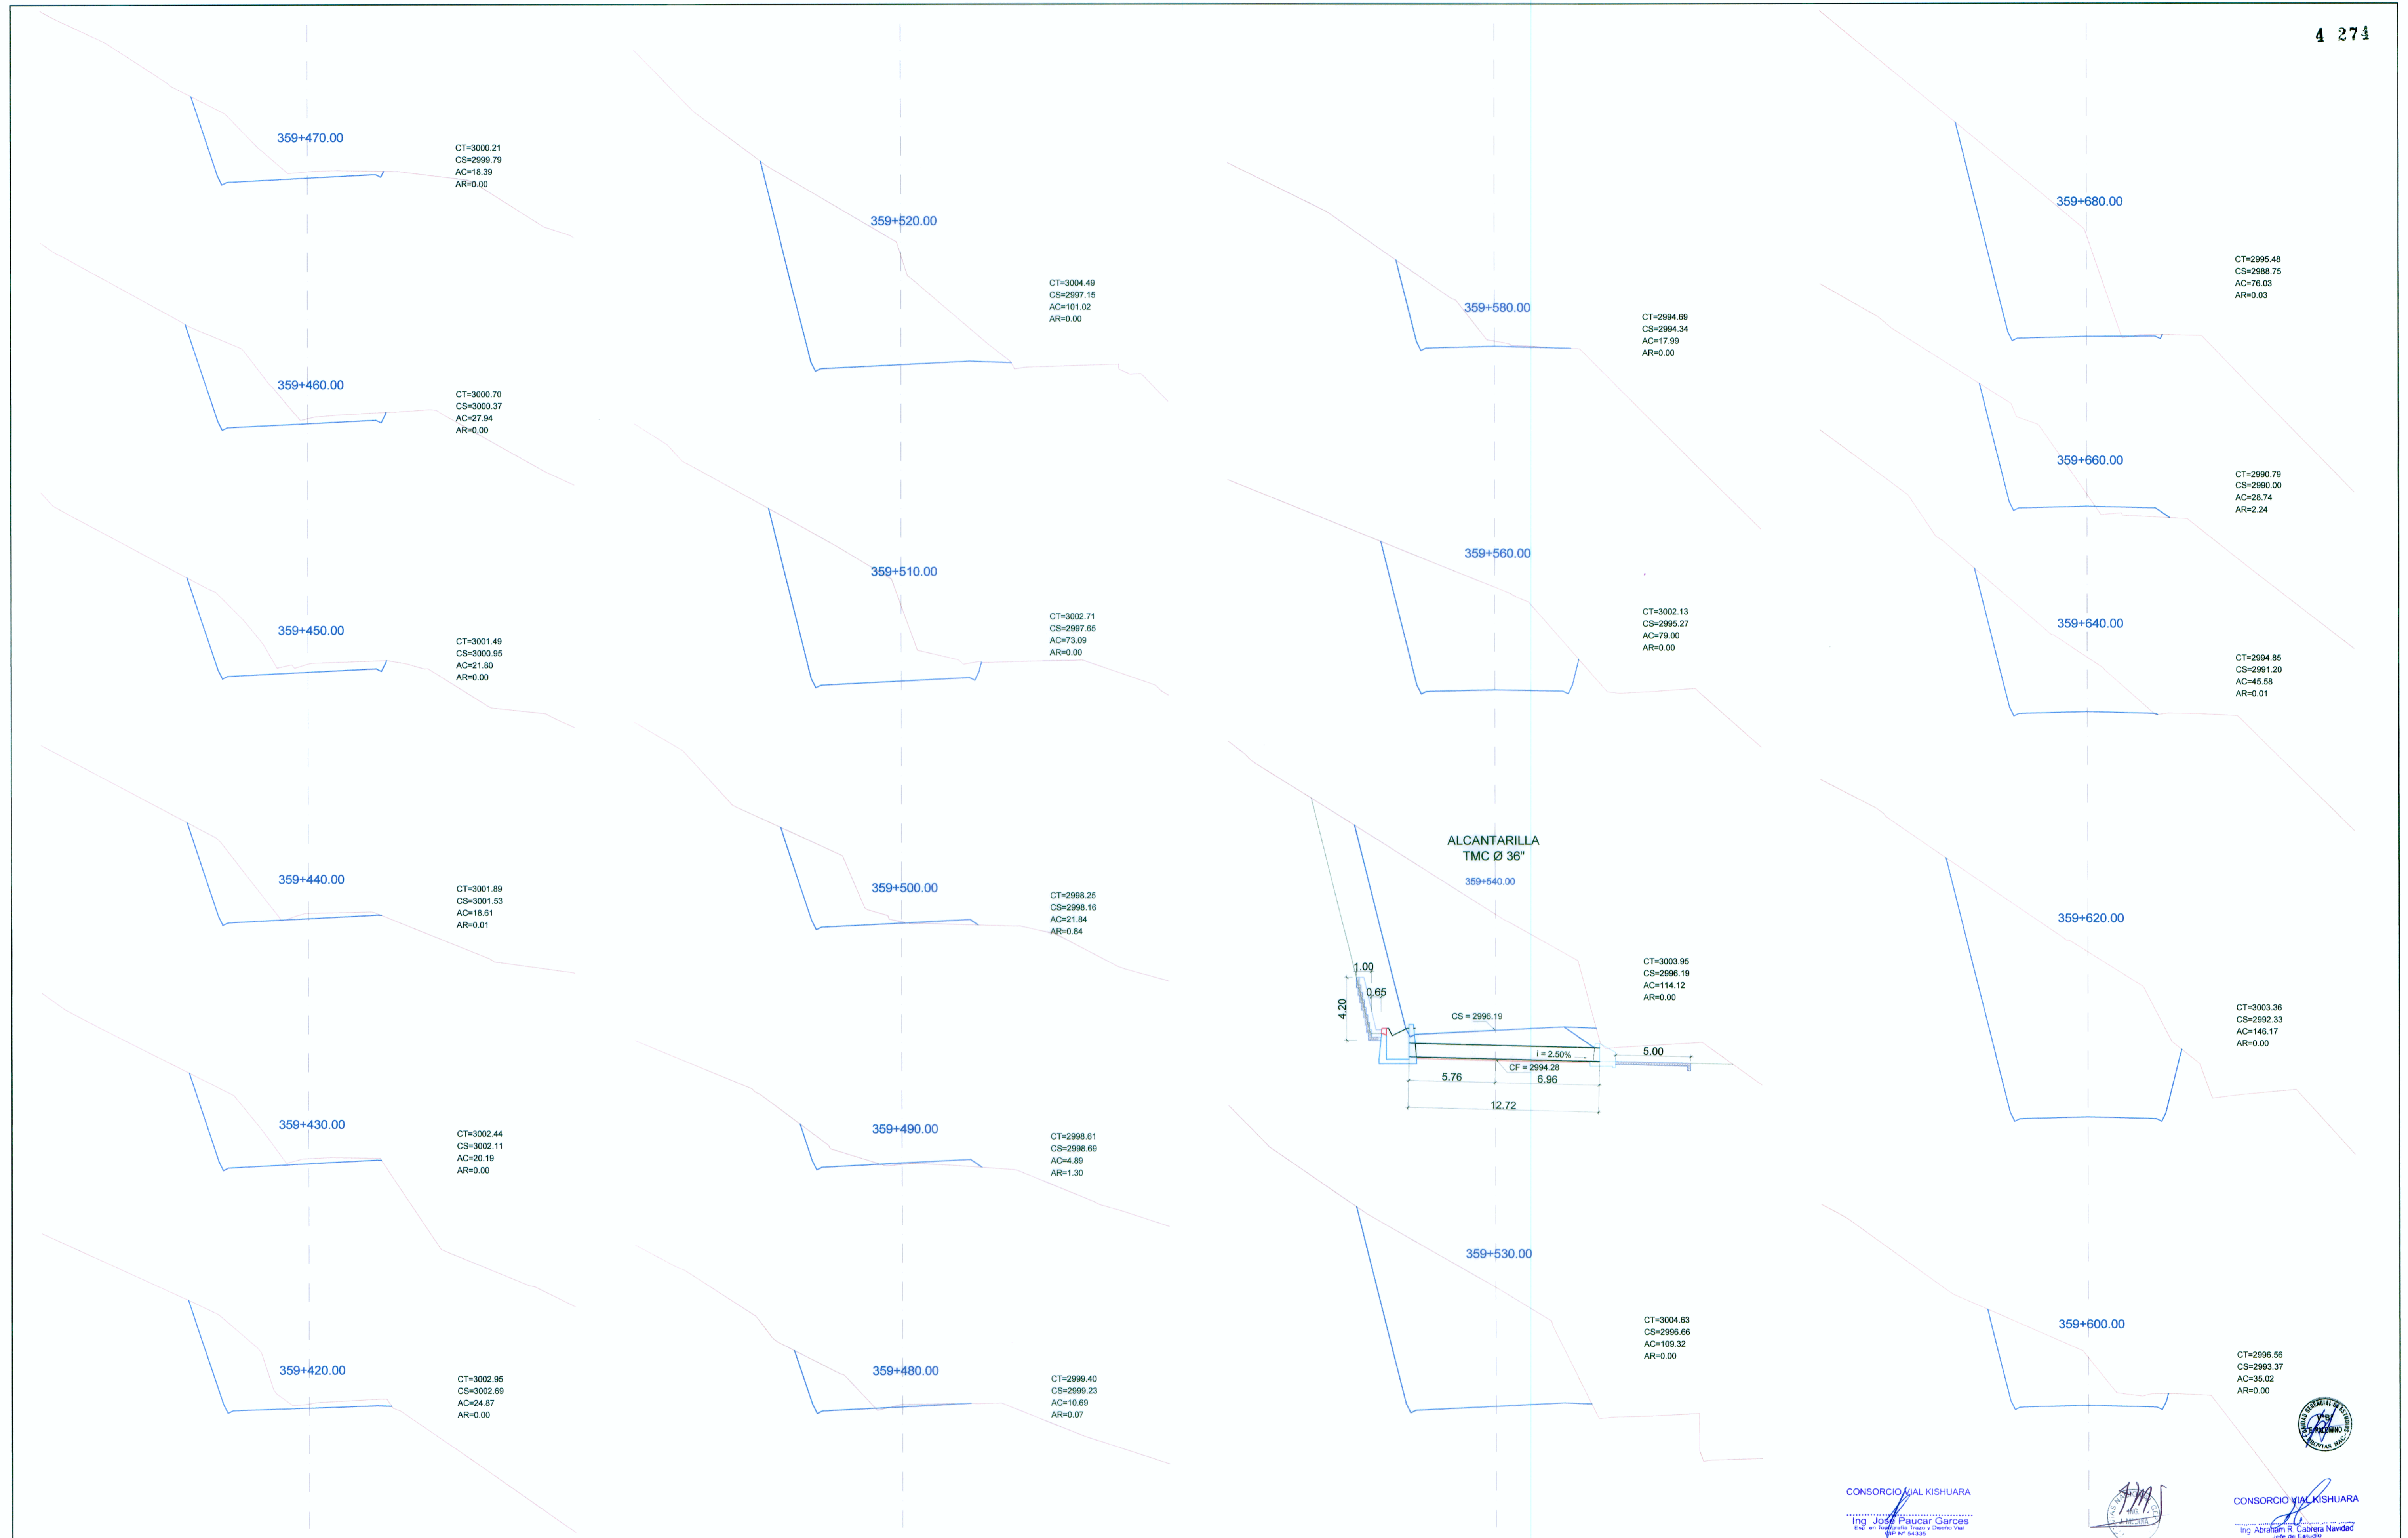 4 274
359+470.00
CT=3000.21
CS=2999.79
AC=18.39
AR=0.00
359+460.00
CT=3000.70
CS=3000.37
AC=27.94
AR=0.00
359+450.00
CT=3001.49
CS=3000.95
AC=21.80
AR=0.00
359+440.00
CT=3001.89
CS=3001.53
AC=18.61
AR=0.01
359+430.00
CT=3002.44
CS=3002.11
AC=20.19
AR=0.00
359+420.00
CT=3002.95
CS=3002.69
AC=24.87
AR=0.00
359+520.00
CT=3004.49
CS=2997.15
AC=101.02
AR=0.00
359+510.00
CT=3002.71
CS=2997.65
AC=73.09
AR=0.00
359+500.00
CT=2998.25
CS=2998.16
AC=21.84
AR=0.84
359+490.00
CT=2998.61
CS=2998.69
AC=4.89
AR=1.30
359+480.00
CT=2999.40
CS=2999.23
AC=10.69
AR=0.07
359+580.00
CT=2994.69
CS=2994.34
AC=17.99
AR=0.00
359+560.00
CT=3002.13
CS=2995.27
AC=79.00
AR=0.00
ALCANTARILLA
TMC Ø 36"
359+540.00
CT=3003.95
CS=2996.19
AC=114.12
AR=0.00
1.00
0.65
4.20
CS = 2996.19
i = 2.50%
5.00
CF = 2994.28
5.76
6.96
12.72
359+530.00
CT=3004.63
CS=2996.66
AC=109.32
AR=0.00
359+680.00
CT=2995.48
CS=2988.75
AC=76.03
AR=0.03
359+660.00
CT=2990.79
CS=2990.00
AC=28.74
AR=2.24
359+640.00
CT=2994.85
CS=2991.20
AC=45.58
AR=0.01
359+620.00
CT=3003.36
CS=2992.33
AC=146.17
AR=0.00
359+600.00
CT=2996.56
CS=2993.37
AC=35.02
AR=0.00
CONSORCIO VIAL KISHUARA
Ing. José Paucar Garces
Esp. en Topografía Trazo y Diseño Vial
CIP Nº 54335
ING.
CONSORCIO VIAL KISHUARA
Ing. Abraham R. Cabrera Navidad
Jefe de Estudio